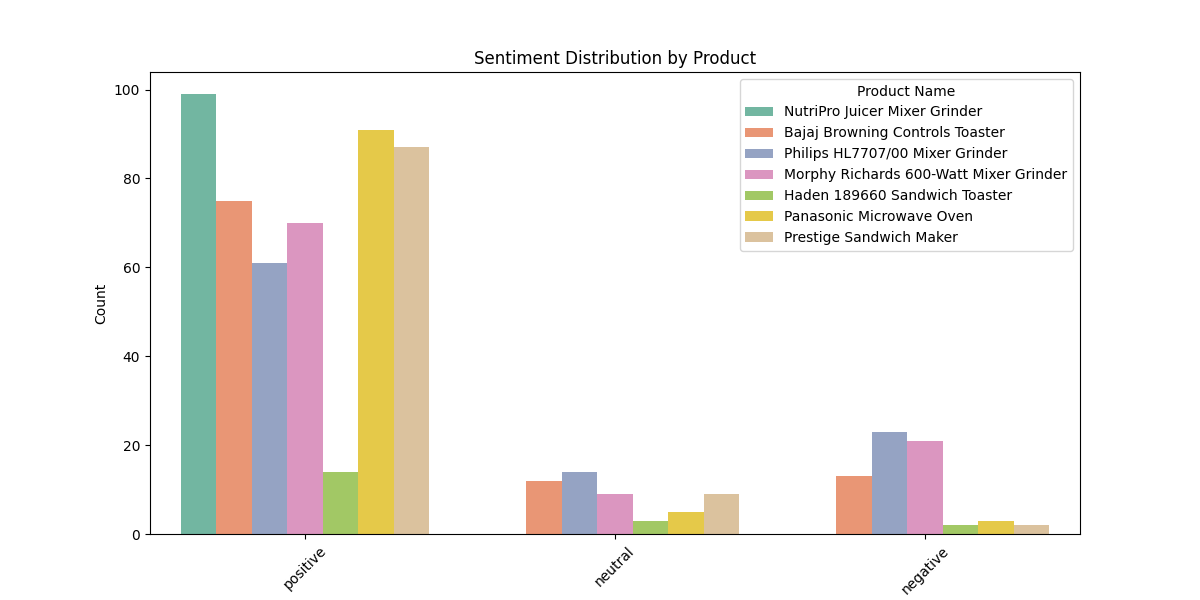 Sentiment Distribution by Product
Product Name
NutriPro Juicer Mixer Grinder
Bajaj Browning Controls Toaster
Philips HL7707/00 Mixer Grinder
Morphy Richards 600-Watt Mixer Grinder
Haden 189660 Sandwich Toaster
Panasonic Microwave Oven
Prestige Sandwich Maker
Count
100
80
60
40
20
0
positive
neutral
negative